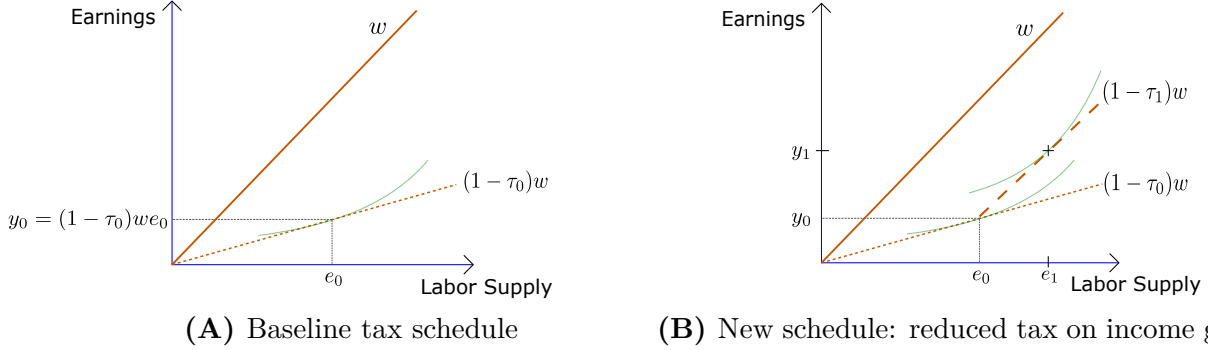 Earnings
w
(1 − τ₀)w
y₀ = (1 − τ₀)we₀
e₀
Labor Supply
(A) Baseline tax schedule
Earnings
w
(1 − τ₁)w
y₁
(1 − τ₀)w
y₀
e₀
e₁
Labor Supply
(B) New schedule: reduced tax on income g